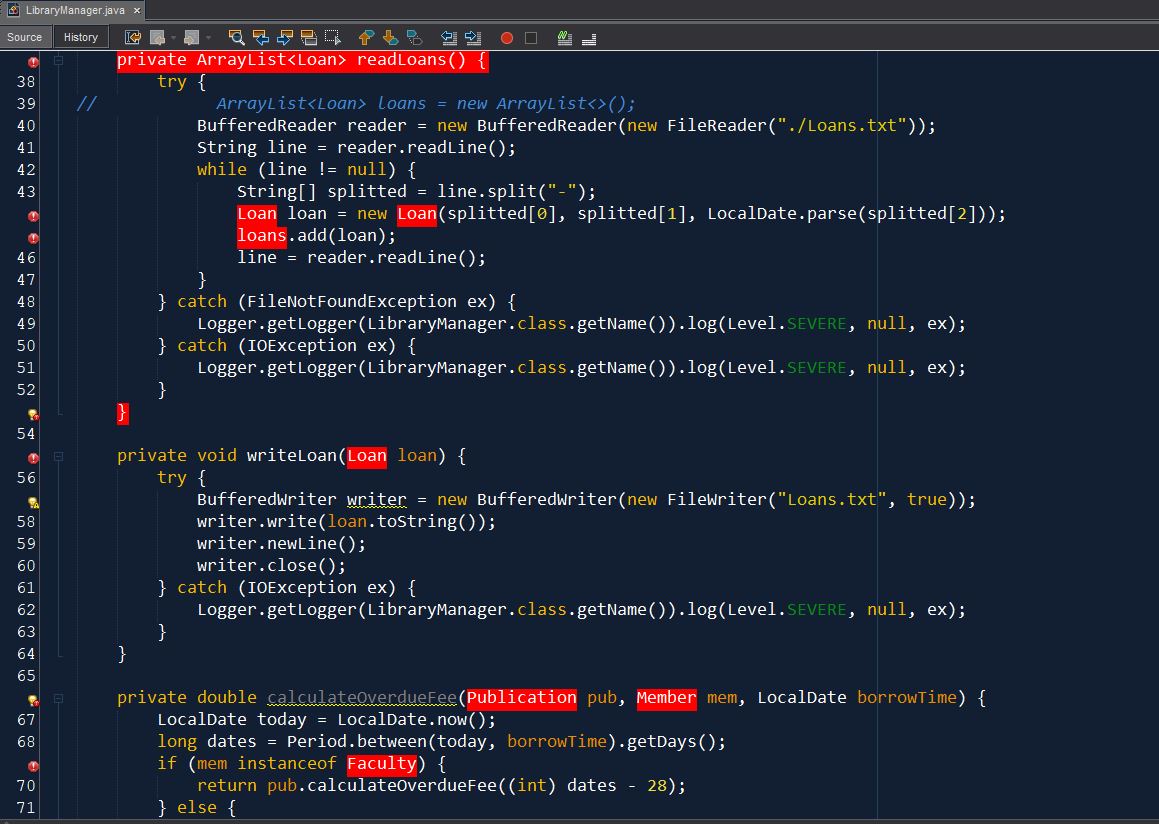 LibraryManager.java ×
Source History
private ArrayList<Loan> readLoans() {
38 try {
39 // ArrayList<Loan> loans = new ArrayList<>();
40 BufferedReader reader = new BufferedReader(new FileReader("./Loans.txt"));
41 String line = reader.readLine();
42 while (line != null) {
43 String[] splitted = line.split("-");
Loan loan = new Loan(splitted[0], splitted[1], LocalDate.parse(splitted[2]));
loans.add(loan);
46 line = reader.readLine();
47 }
48 } catch (FileNotFoundException ex) {
49 Logger.getLogger(LibraryManager.class.getName()).log(Level.SEVERE, null, ex);
50 } catch (IOException ex) {
51 Logger.getLogger(LibraryManager.class.getName()).log(Level.SEVERE, null, ex);
52 }
}
54
private void writeLoan(Loan loan) {
56 try {
BufferedWriter writer = new BufferedWriter(new FileWriter("Loans.txt", true));
58 writer.write(loan.toString());
59 writer.newLine();
60 writer.close();
61 } catch (IOException ex) {
62 Logger.getLogger(LibraryManager.class.getName()).log(Level.SEVERE, null, ex);
63 }
64 }
65
private double calculateOverdueFee(Publication pub, Member mem, LocalDate borrowTime) {
67 LocalDate today = LocalDate.now();
68 long dates = Period.between(today, borrowTime).getDays();
if (mem instanceof Faculty) {
70 return pub.calculateOverdueFee((int) dates - 28);
71 } else {